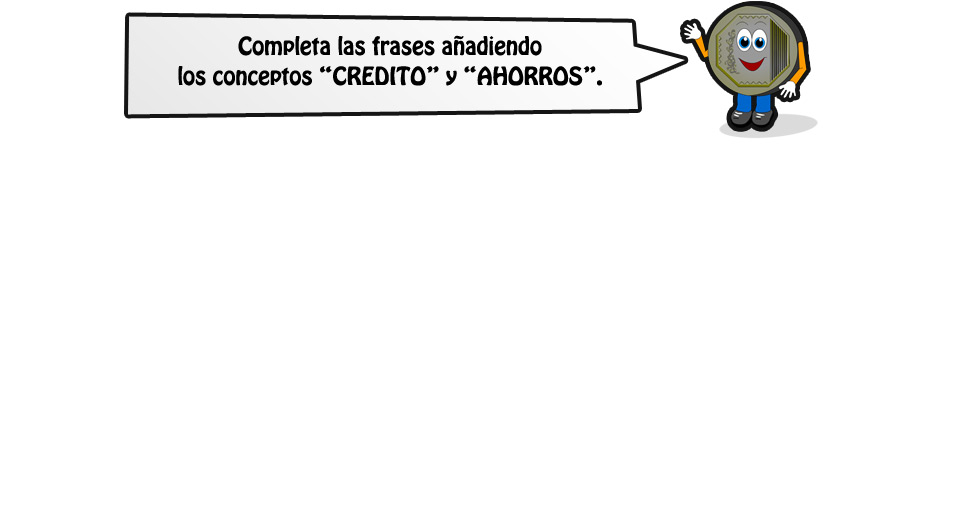 Completa las frases añadiendo
los conceptos “CREDITO” y “AHORROS”.